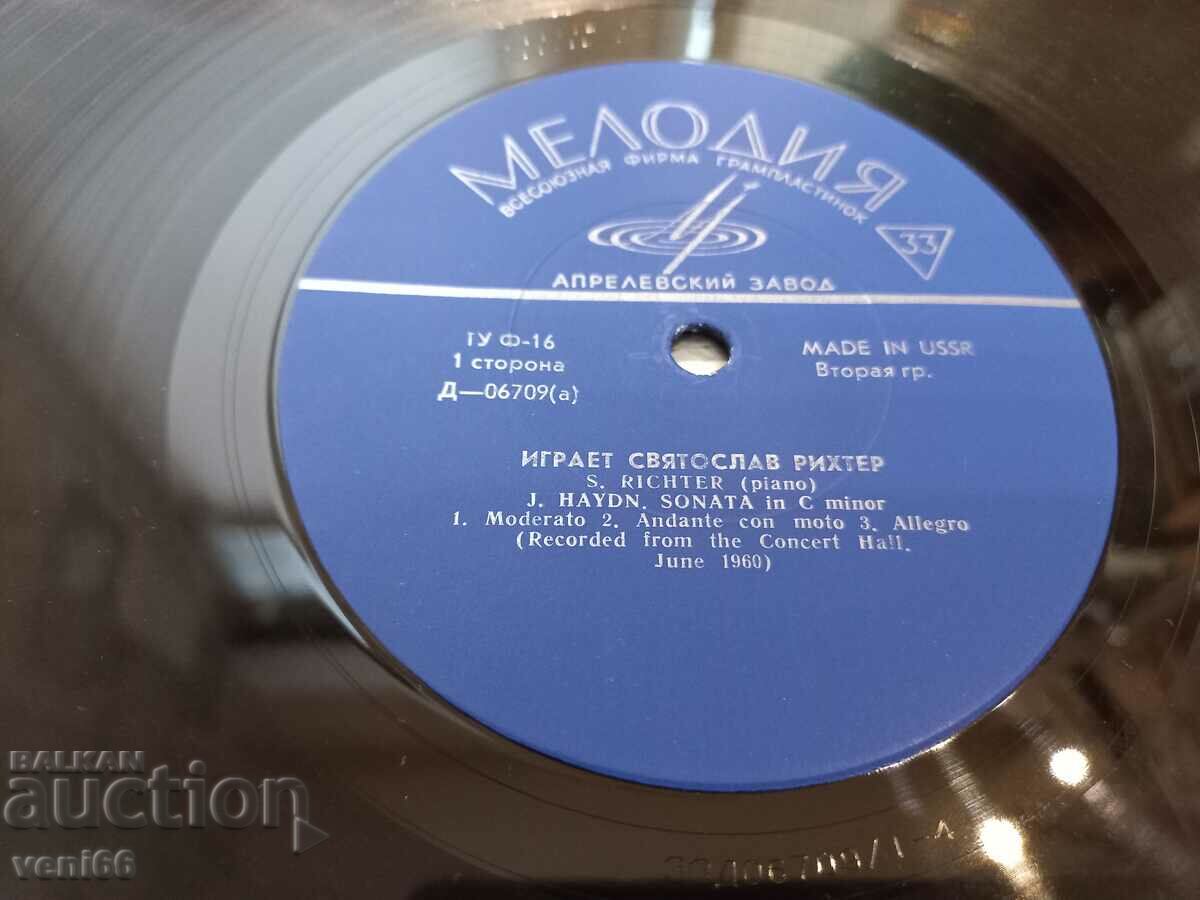 МЕЛОДИЯ
ВСЕСОЮЗНАЯ ФИРМА ГРАМПЛАСТИНОК
33
АПРЕЛЕВСКИЙ ЗАВОД
ТУ Ф-16
1 сторона
Д—06709(а)
MADE IN USSR
Вторая гр.
ИГРАЕТ СВЯТОСЛАВ РИХТЕР
S. RICHTER (piano)
J. HAYDN. SONATA in C minor
1. Moderato 2. Andante con moto 3. Allegro
(Recorded from the Concert Hall.
June 1960)
BALKAN
auction
veni66